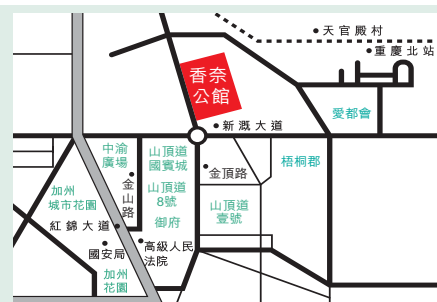 天官殿村
重慶北站
香奈
公館
愛都會
新溉大道
中渝
廣場
山頂道
國賓城
梧桐郡
金頂路
金山路
山頂道
8號
加州
城市花園
山頂道
壹號
御府
紅錦大道
高級人民
法院
國安局
加州
花園